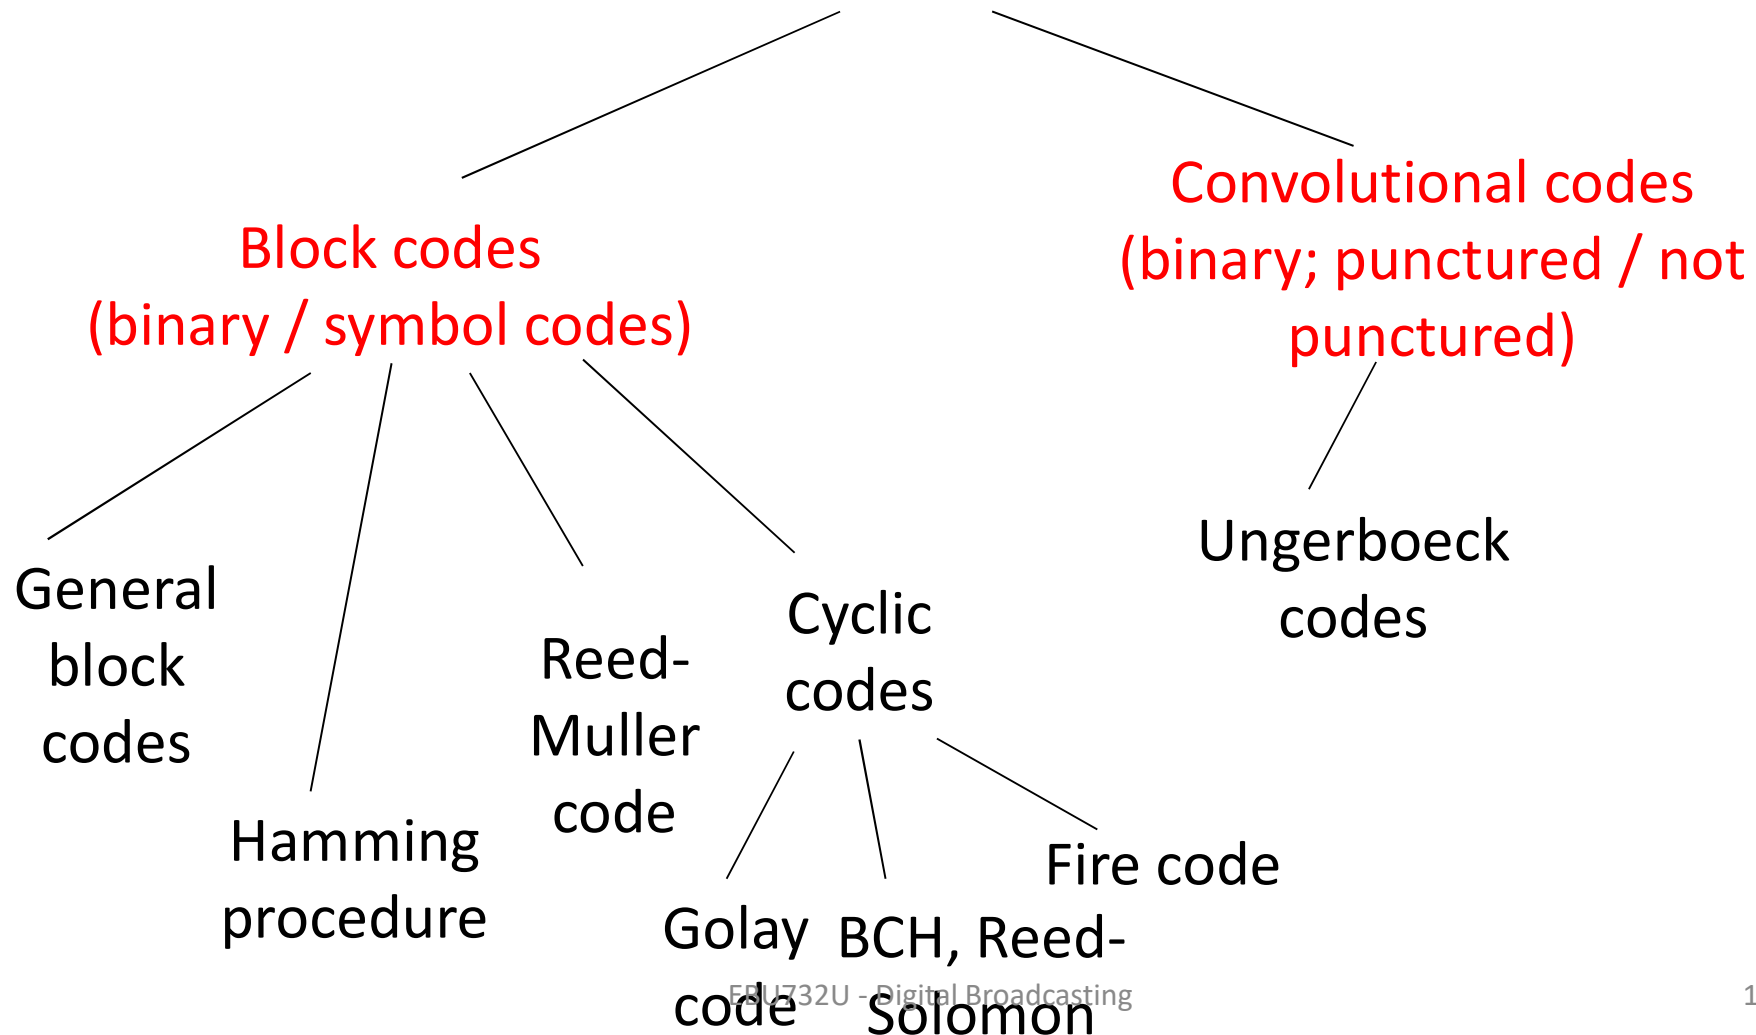 Convolutional codes
(binary; punctured / not
punctured)
Block codes
(binary / symbol codes)
General
block
codes
Hamming
procedure
Reed-
Muller
code
Cyclic
codes
Ungerboeck
codes
Golay
code
BCH, Reed-
Solomon
Fire code
EBU732U - Digital Broadcasting
1